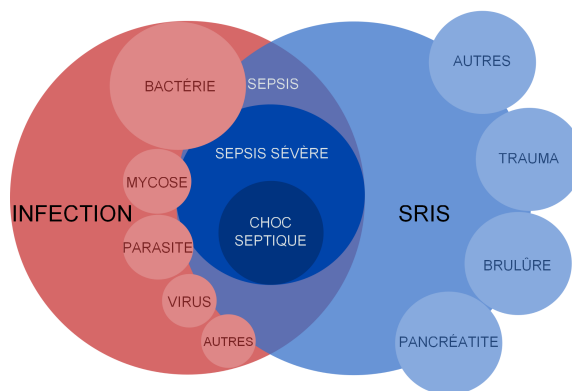 AUTRES
BACTÉRIE
SEPSIS
SEPSIS SÉVÈRE
TRAUMA
MYCOSE
INFECTION
SRIS
CHOC
SEPTIQUE
PARASITE
BRULÛRE
VIRUS
AUTRES
PANCRÉATITE